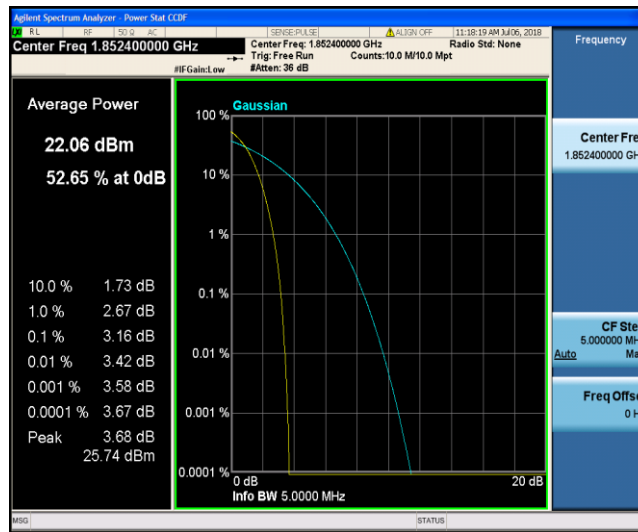 Agilent Spectrum Analyzer - Power Stat CCDF
RL RF 50 Ω AC SENSE:PULSE ALIGN OFF 11:18:19 AM Jul 06, 2018
Center Freq 1.852400000 GHz
Center Freq: 1.852400000 GHz Radio Std: None
Trig: Free Run Counts:10.0 M/10.0 Mpt
#IFGain:Low #Atten: 36 dB
Frequency
Average Power
22.06 dBm
52.65 % at 0dB
10.0 % 1.73 dB
1.0 % 2.67 dB
0.1 % 3.16 dB
0.01 % 3.42 dB
0.001 % 3.58 dB
0.0001 % 3.67 dB
Peak 3.68 dB
25.74 dBm
Gaussian
100 %
10 %
1 %
0.1 %
0.01 %
0.001 %
0.0001 %
0 dB 20 dB
Info BW 5.0000 MHz
Center Fre
1.852400000 GH
CF Ste
5.000000 MH
Auto Ma
Freq Offs
0 H
MSG STATUS